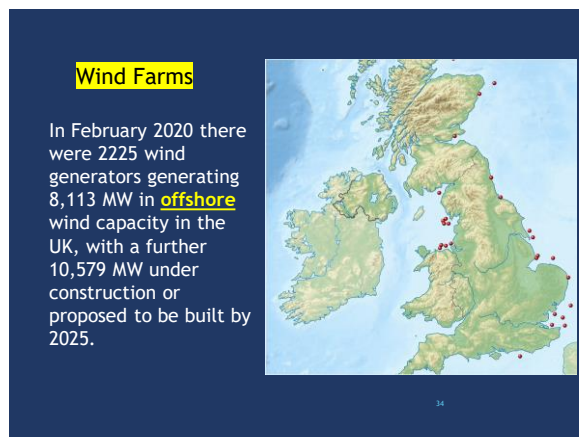 Wind Farms
In February 2020 there
were 2225 wind
generators generating
8,113 MW in offshore
wind capacity in the
UK, with a further
10,579 MW under
construction or
proposed to be built by
2025.
34